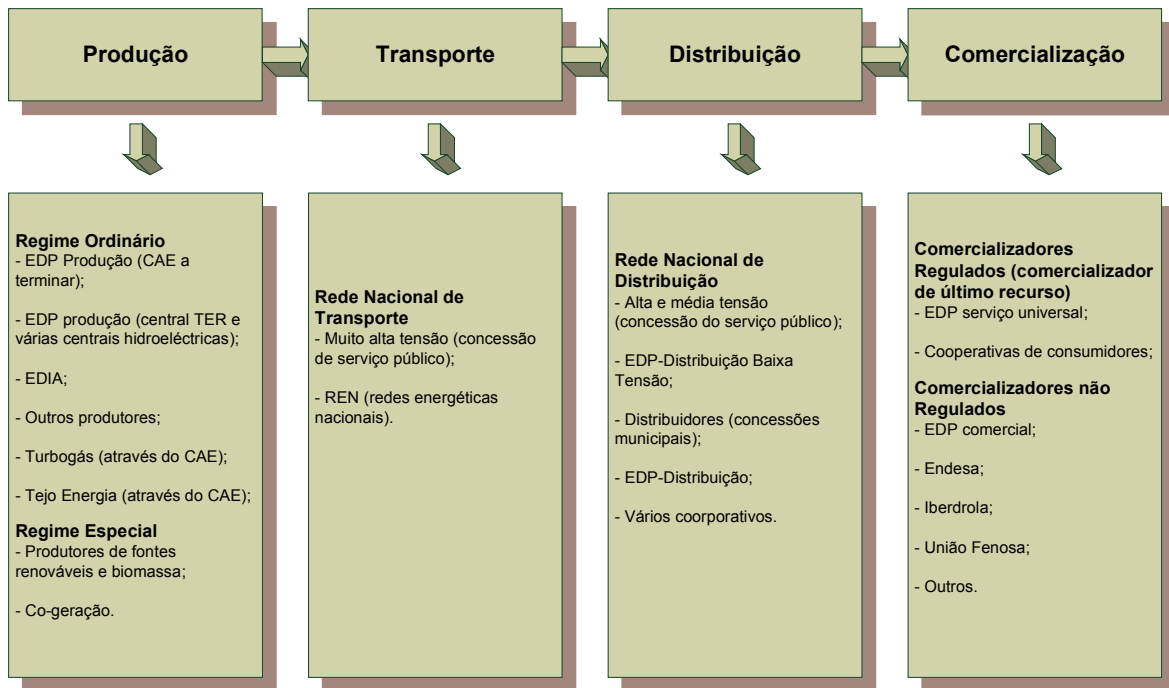 Produção
Transporte
Distribuição
Comercialização
Regime Ordinário
- EDP Produção (CAE a
terminar);
- EDP produção (central TER e
várias centrais hidroeléctricas);
- EDIA;
- Outros produtores;
- Turbogás (através do CAE);
- Tejo Energia (através do CAE);
Regime Especial
- Produtores de fontes
renováveis e biomassa;
- Co-geração.
Rede Nacional de
Transporte
- Muito alta tensão (concessão
de serviço público);
- REN (redes energéticas
nacionais).
Rede Nacional de
Distribuição
- Alta e média tensão
(concessão do serviço público);
- EDP-Distribuição Baixa
Tensão;
- Distribuidores (concessões
municipais);
- EDP-Distribuição;
- Vários coorporativos.
Comercializadores
Regulados (comercializador
de último recurso)
- EDP serviço universal;
- Cooperativas de consumidores;
Comercializadores não
Regulados
- EDP comercial;
- Endesa;
- Iberdrola;
- União Fenosa;
- Outros.